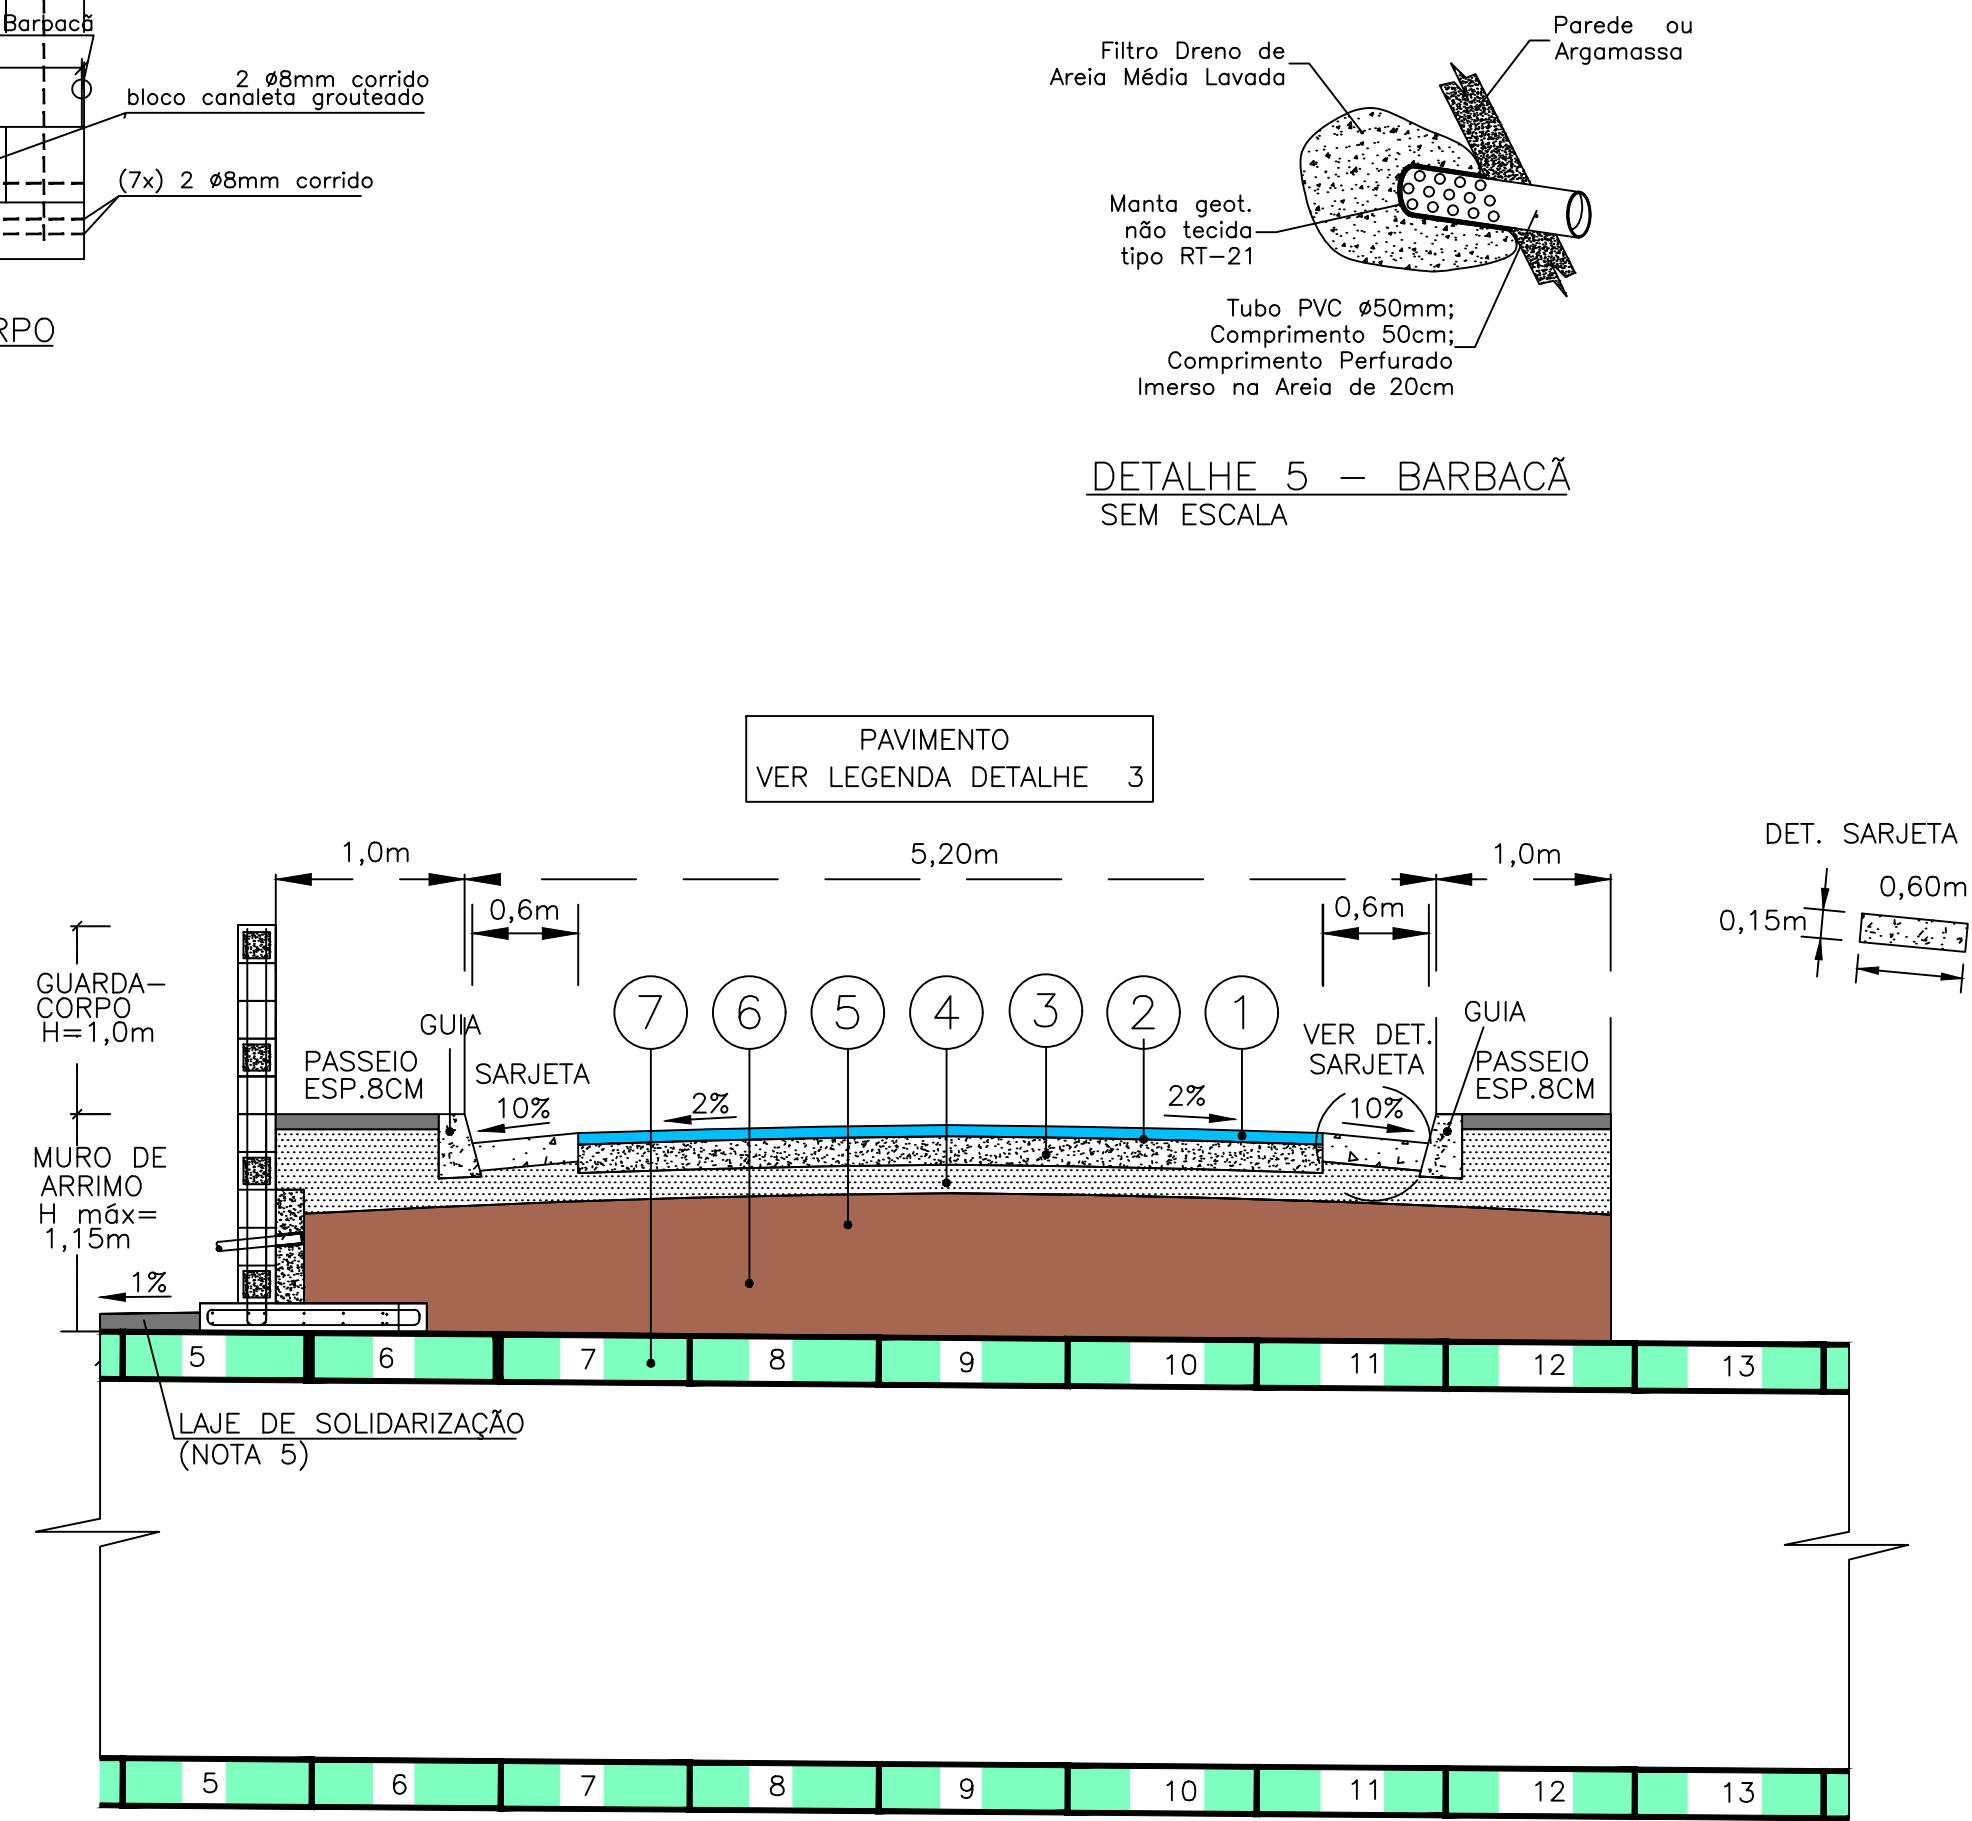 Barbacã
2 ø8mm corrido
bloco canaleta grouteado
(7x) 2 ø8mm corrido
RPO
Filtro Dreno de
Areia Média Lavada
Parede ou
Argamassa
Manta geot.
não tecida
tipo RT-21
Tubo PVC ø50mm;
Comprimento 50cm;
Comprimento Perfurado
Imerso na Areia de 20cm
DETALHE 5 - BARBACÃ
SEM ESCALA
PAVIMENTO
VER LEGENDA DETALHE 3
1,0m
5,20m
1,0m
0,6m
0,6m
DET. SARJETA
0,60m
0,15m
GUARDA-
CORPO
H=1,0m
7
6
5
4
3
2
1
GUIA
PASSEIO
ESP.8CM
SARJETA
10%
2%
2%
VER DET.
SARJETA
10%
GUIA
PASSEIO
ESP.8CM
MURO DE
ARRIMO
H máx=
1,15m
1%
5 6 7 8 9 10 11 12 13
LAJE DE SOLIDARIZAÇÃO
(NOTA 5)
5 6 7 8 9 10 11 12 13